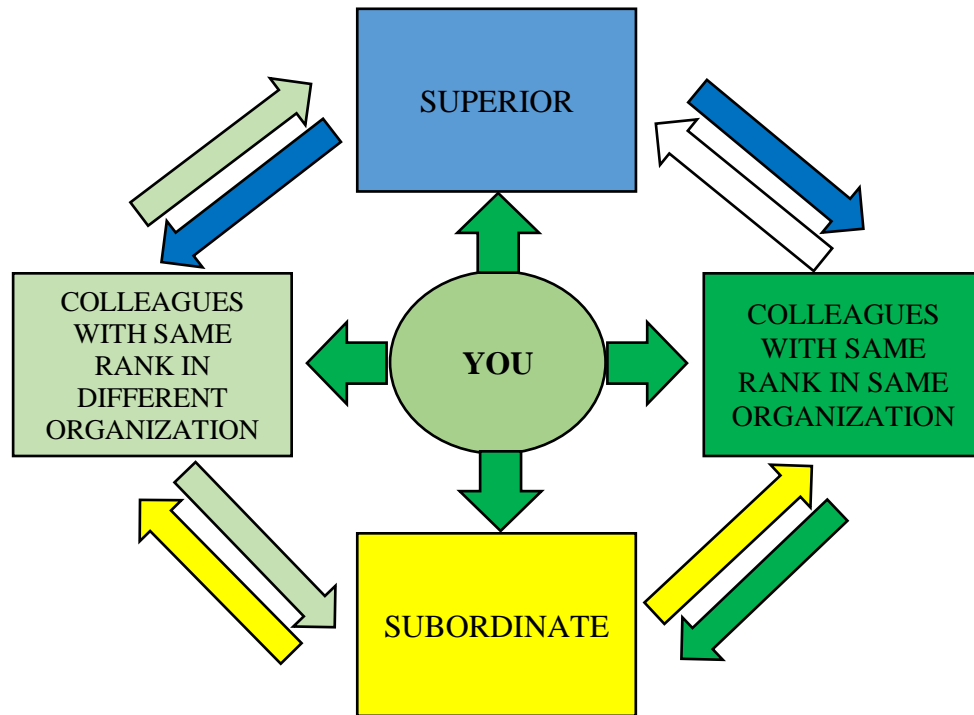 SUPERIOR
COLLEAGUES
WITH SAME
RANK IN
DIFFERENT
ORGANIZATION
YOU
COLLEAGUES
WITH SAME
RANK IN SAME
ORGANIZATION
SUBORDINATE